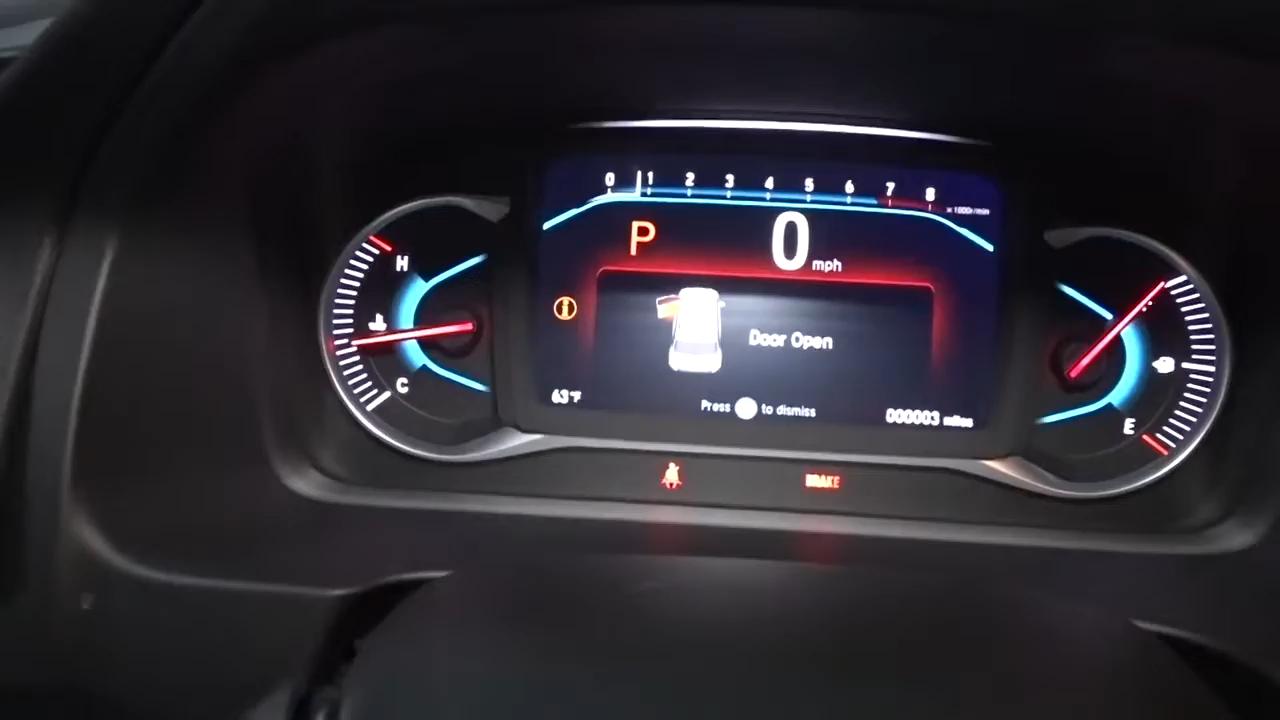 0 1 2 3 4 5 6 7 8
x 1000r/min
P 0 mph
H
Door Open
C
E
63°F
Press to dismiss
000003 miles
BRAKE